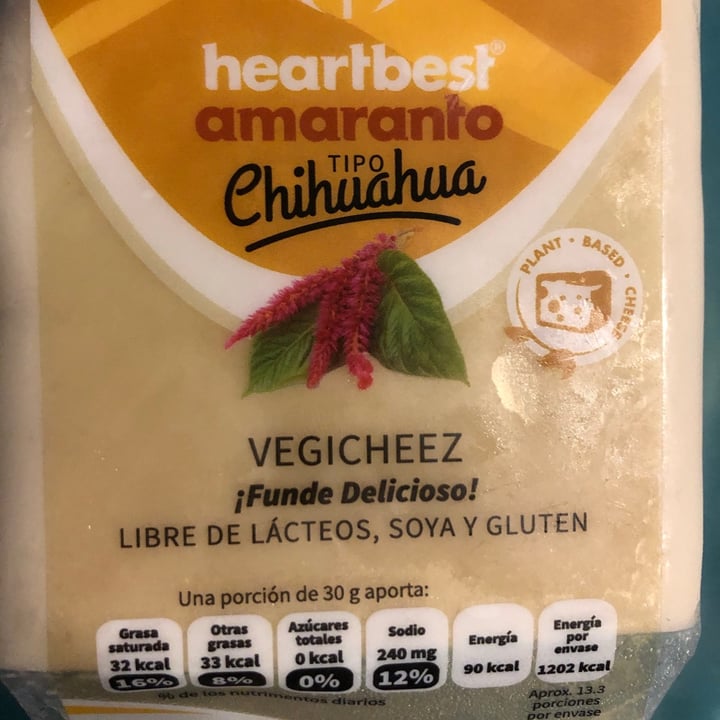 heartbest®
amaranto
TIPO
Chihuahua
PLANT • BASED • CHEESE
VEGICHEEZ
¡Funde Delicioso!
LIBRE DE LÁCTEOS, SOYA Y GLUTEN
Una porción de 30 g aporta:
Grasa
saturada
32 kcal
16%
Otras
grasas
33 kcal
8%
Azúcares
totales
0 kcal
0%
Sodio
240 mg
12%
Energía
90 kcal
Energía
por
envase
1202 kcal
% de los nutrimentos diarios
Aprox. 13.3
porciones
por envase